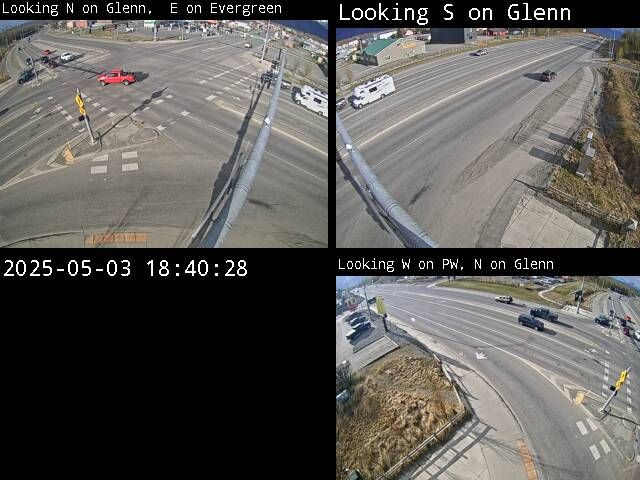 Looking N on Glenn,  E on Evergreen
Looking S on Glenn
2025-05-03 18:40:28
Looking W on PW, N on Glenn